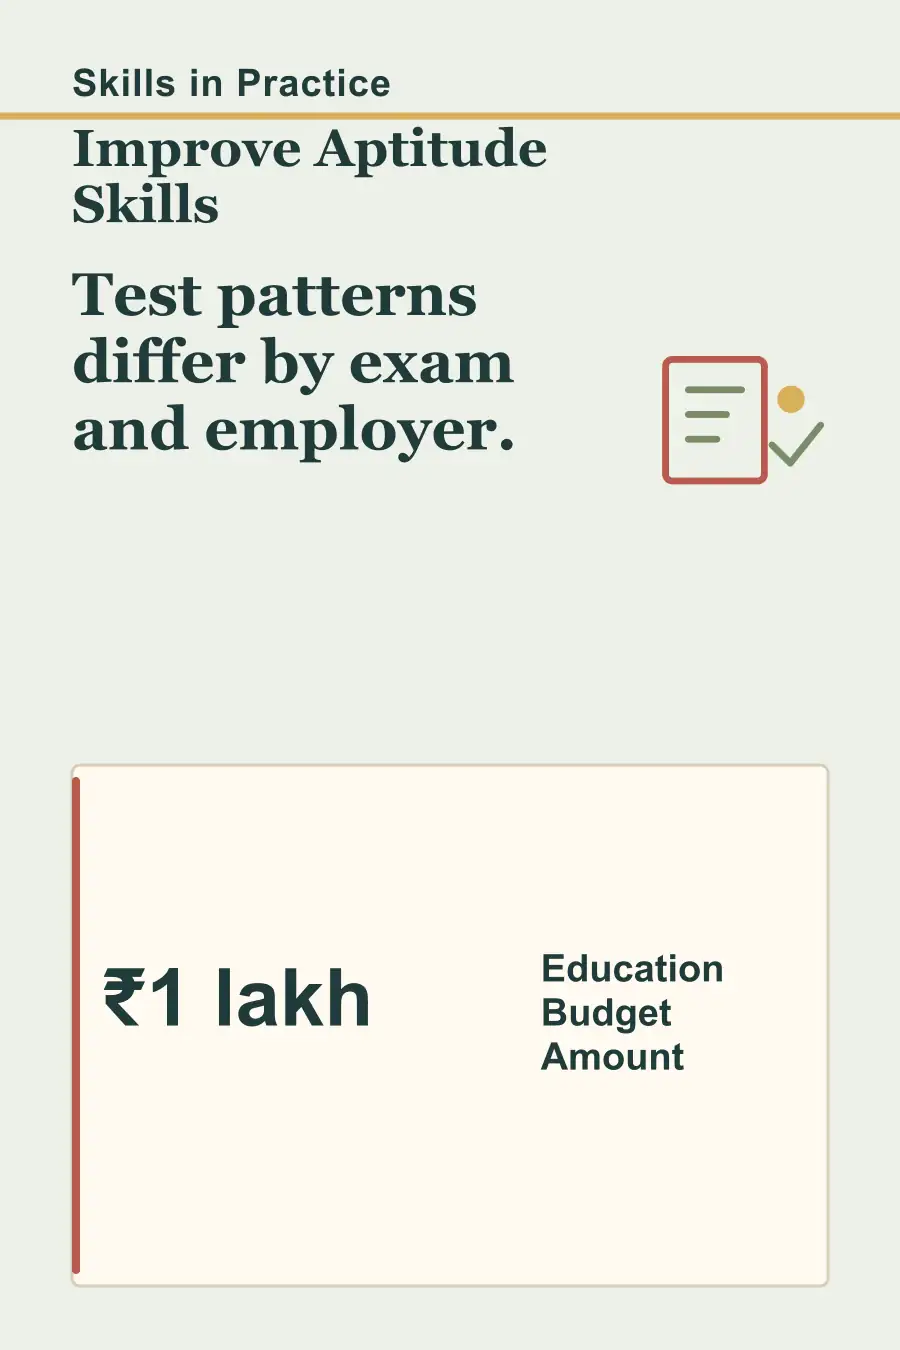 Skills in Practice
Improve Aptitude
Skills
Test patterns
differ by exam
and employer.
₹1 lakh
Education
Budget
Amount